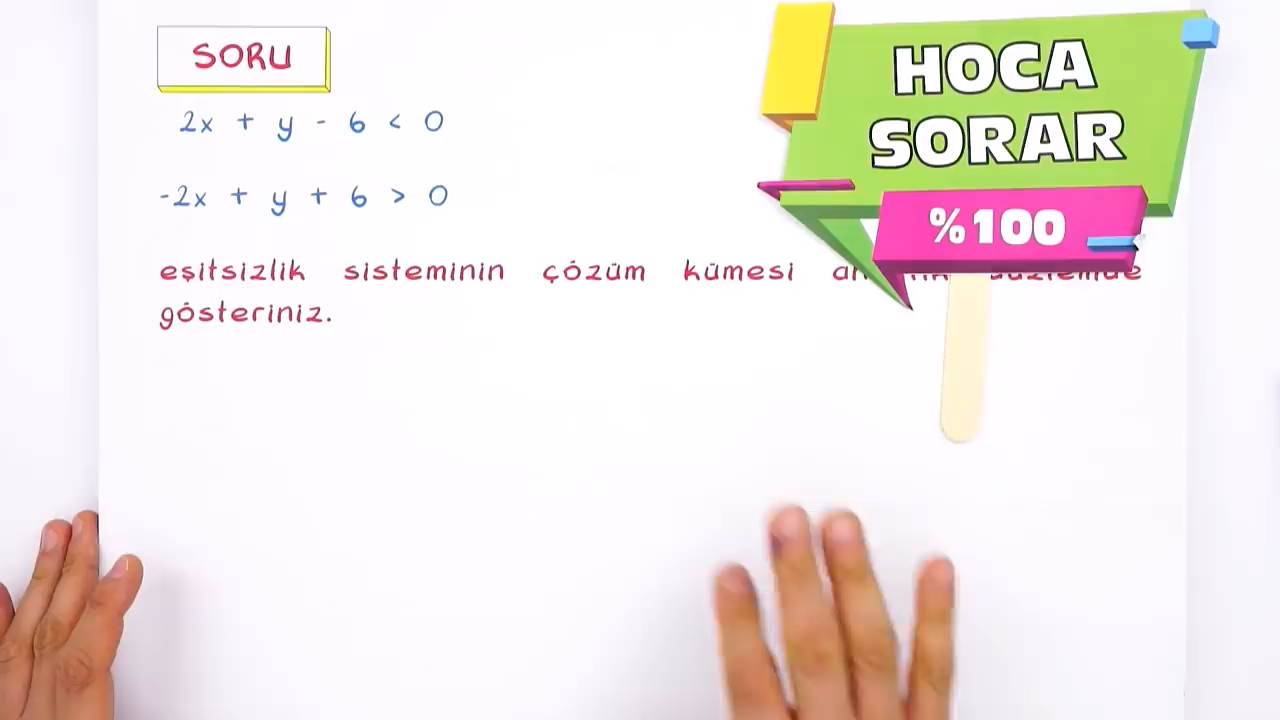 SORU
2x + y - 6 < 0
-2x + y + 6 > 0
eşitsizlik sisteminin çözüm kümesi
gösteriniz.
HOCA
SORAR
%100